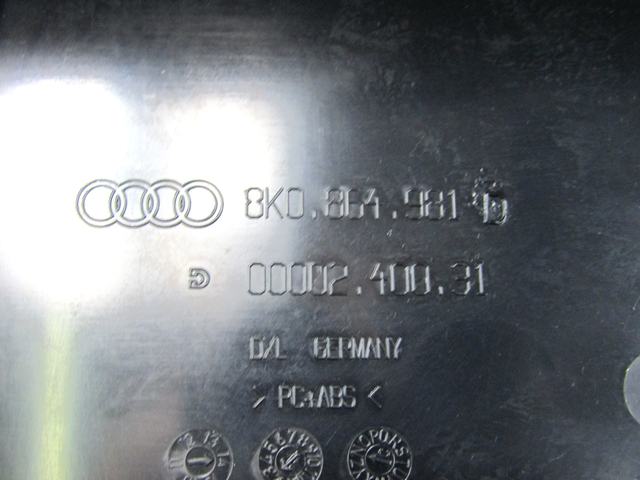 8K0.864.981
00002.400.31
D/L GERMANY
> PC+ABS <